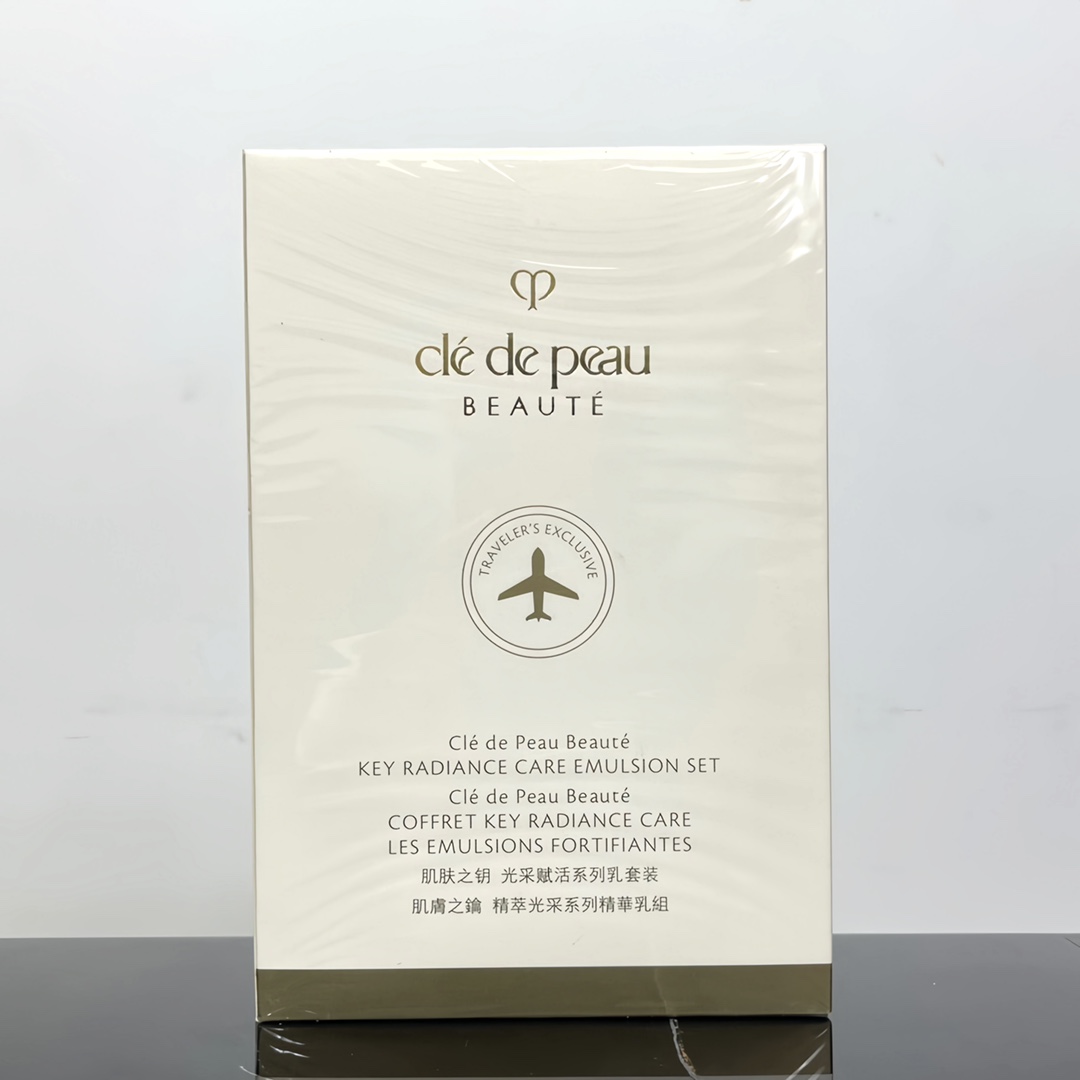 clé de peau
BEAUTÉ
TRAVELER'S EXCLUSIVE
Clé de Peau Beauté
KEY RADIANCE CARE EMULSION SET
Clé de Peau Beauté
COFFRET KEY RADIANCE CARE
LES EMULSIONS FORTIFIANTES
肌肤之钥 光采赋活系列乳套装
肌膚之鑰 精萃光采系列精華乳組